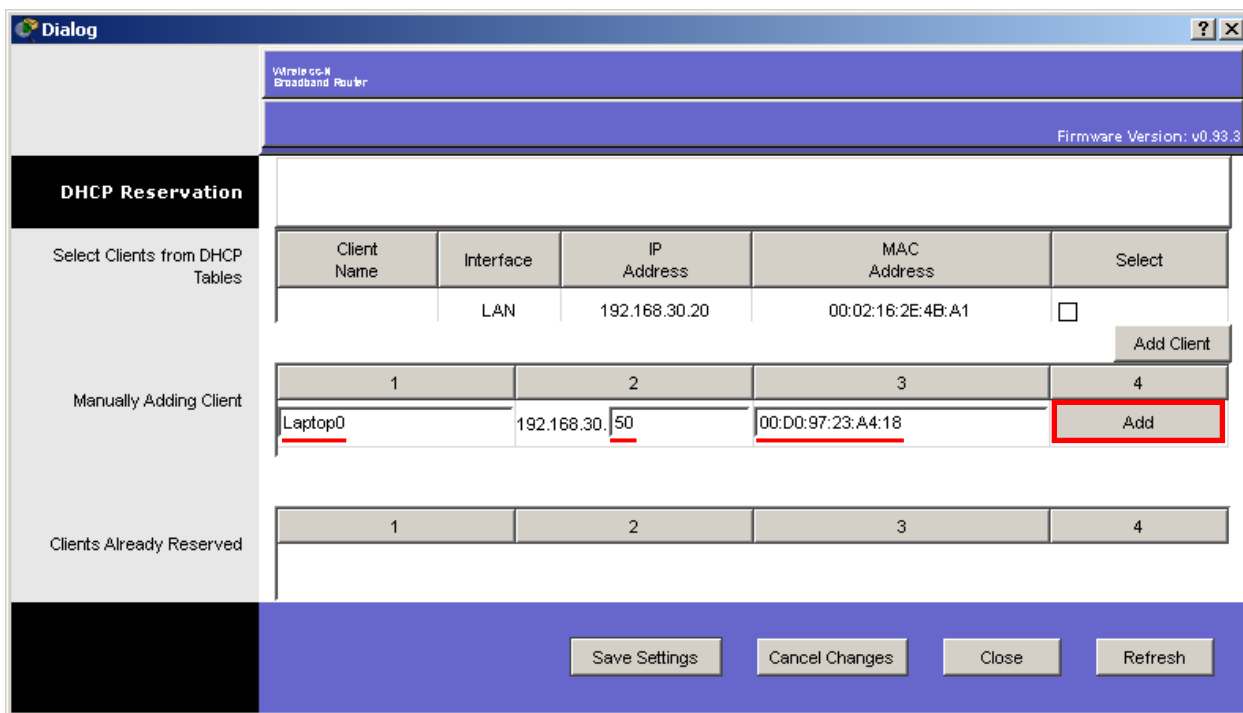 Dialog
Wireless-N
Broadband Router
Firmware Version: v0.93.3
DHCP Reservation
Select Clients from DHCP
Tables
Client
Name
Interface
IP
Address
MAC
Address
Select
LAN
192.168.30.20
00:02:16:2E:4B:A1
Add Client
Manually Adding Client
1
2
3
4
Laptop0
192.168.30.
50
00:D0:97:23:A4:18
Add
Clients Already Reserved
1
2
3
4
Save Settings
Cancel Changes
Close
Refresh